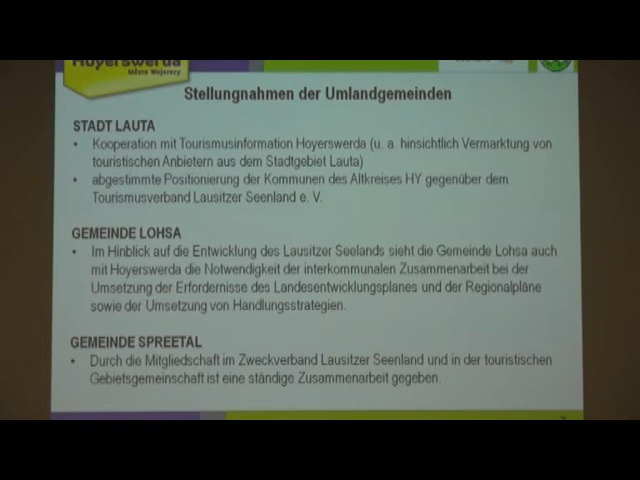 Hoyerswerda
Město Wojerecy
Stellungnahmen der Umlandgemeinden
STADT LAUTA
• Kooperation mit Tourismusinformation Hoyerswerda (u. a. hinsichtlich Vermarktung von
touristischen Anbietern aus dem Stadtgebiet Lauta)
• abgestimmte Positionierung der Kommunen des Altkreises HY gegenüber dem
Tourismusverband Lausitzer Seenland e. V.
GEMEINDE LOHSA
• Im Hinblick auf die Entwicklung des Lausitzer Seelands sieht die Gemeinde Lohsa auch
mit Hoyerswerda die Notwendigkeit der interkommunalen Zusammenarbeit bei der
Umsetzung der Erfordernisse des Landesentwicklungsplanes und der Regionalpläne
sowie der Umsetzung von Handlungsstrategien.
GEMEINDE SPREETAL
• Durch die Mitgliedschaft im Zweckverband Lausitzer Seenland und in der touristischen
Gebietsgemeinschaft ist eine ständige Zusammenarbeit gegeben.